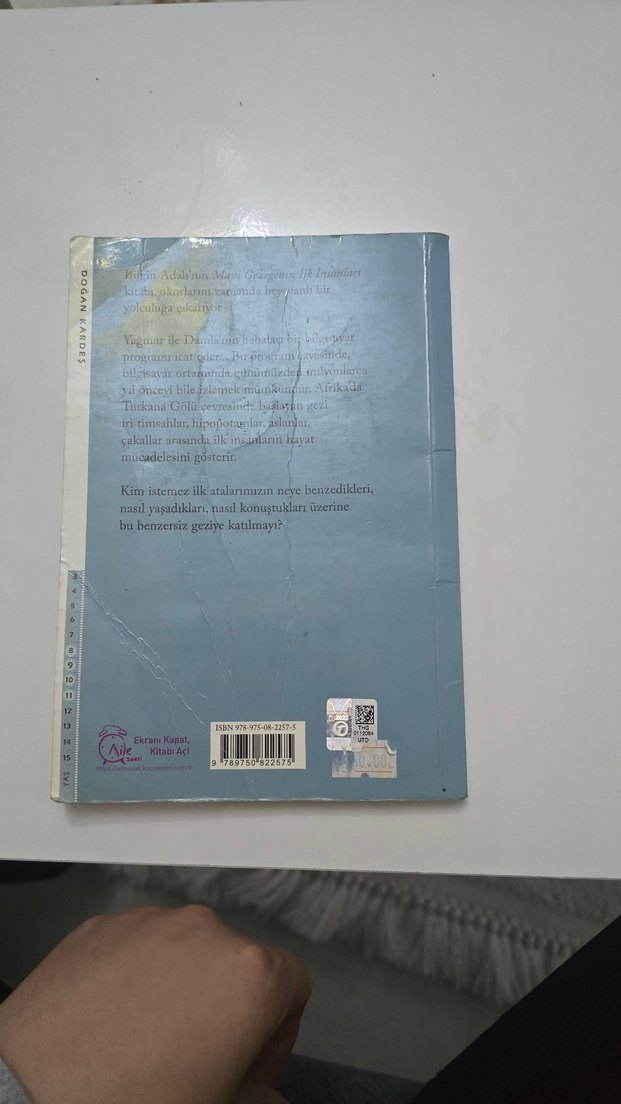 DOĞAN KARDEŞ
Bilgin Adalı'nın Mavi Gezegenin İlk İnsanları
kitabı, okurlarını zamanda heyecanlı bir
yolculuğa çıkarıyor.
Yağmur ile Damla'nın babaları bir bilgisayar
programı icat eder... Bu program sayesinde,
bilgisayar ortamında günümüzden milyonlarca
yıl önceyi bile izlemek mümkündür. Afrika'da
Turkana Gölü çevresinde başlayan gezi
iri timsahlar, hipopotamlar, aslanlar,
çakallar arasında ilk insanların hayat
mücadelesini gösterir.
Kim istemez ilk atalarımızın neye benzedikleri,
nasıl yaşadıkları, nasıl konuştukları üzerine
bu benzersiz geziye katılmayı?
3
4
5
6
7
8
9
10
11
12
13
14
15
YAŞ
Aile
SAATİ
Ekranı Kapat,
Kitabı Aç!
ISBN 978-975-08-2257-5
9 789750 822575
2022
THG
0112064
UTD